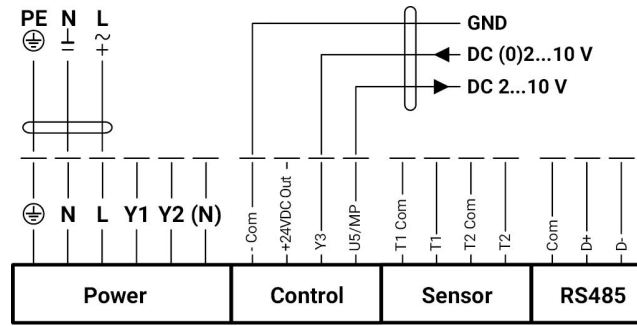 PE N L
GND
DC (0)2...10 V
DC 2...10 V
N L Y1 Y2 (N)
- Com
+24VDC Out
Y3
U5/MP
T1 Com
T1
T2 Com
T2
Com
D+
D-
Power
Control
Sensor
RS485